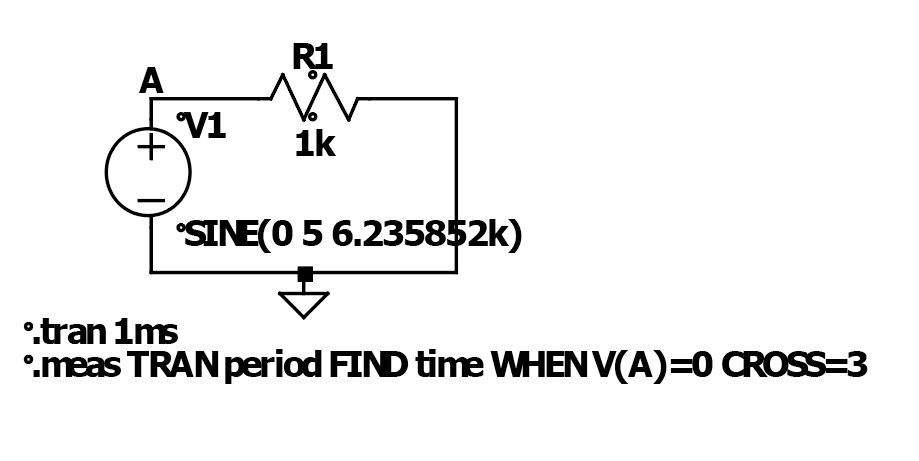 R1
A
V1
1k
SINE(0 5 6.235852k)
.tran 1ms
.meas TRAN period FIND time WHEN V(A)=0 CROSS=3